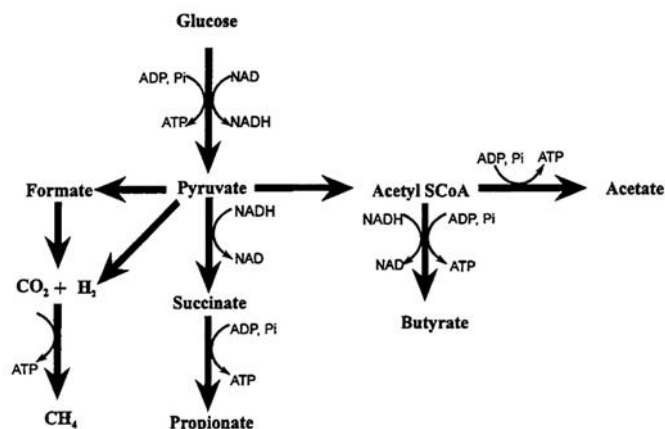 Glucose
ADP, Pi NAD
ATP NADH
ADP, Pi ATP
Formate Pyruvate Acetyl SCoA Acetate
NADH NADH ADP, Pi
NAD NAD ATP
CO₂ + H₂ Succinate
Butyrate
ADP, Pi
ATP ATP
CH₄ Propionate